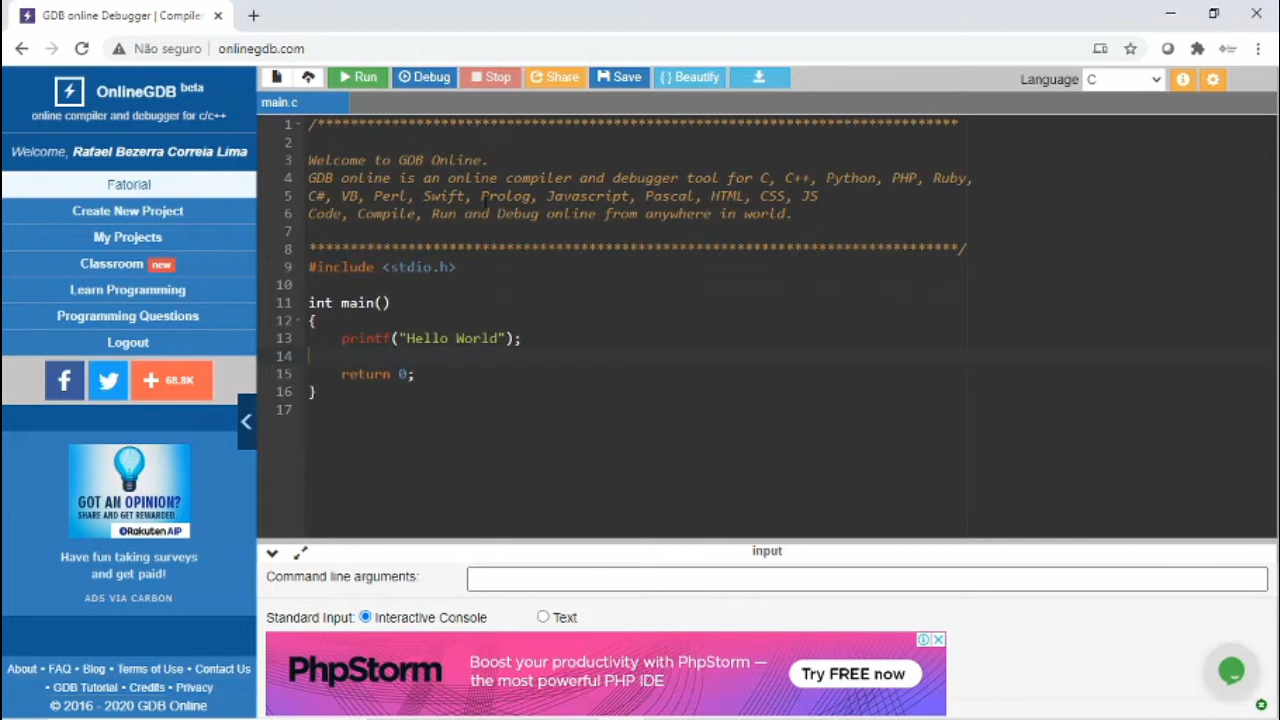 GDB online Debugger | Compiler
Não seguro
onlinegdb.com
OnlineGDB beta
online compiler and debugger for c/c++
Welcome, Rafael Bezerra Correia Lima
Fatorial
Create New Project
My Projects
Classroom new
Learn Programming
Programming Questions
Logout
68.8K
GOT AN OPINION?
SHARE AND GET REWARDED.
Rakuten AIP
Have fun taking surveys
and get paid!
ADS VIA CARBON
About • FAQ • Blog • Terms of Use • Contact Us
• GDB Tutorial • Credits • Privacy
© 2016 - 2020 GDB Online
Run Debug Stop Share Save {} Beautify
Language C
main.c
1 /******************************************************************************
2
3 Welcome to GDB Online.
4 GDB online is an online compiler and debugger tool for C, C++, Python, PHP, Ruby,
5 C#, VB, Perl, Swift, Prolog, Javascript, Pascal, HTML, CSS, JS
6 Code, Compile, Run and Debug online from anywhere in world.
7
8 *******************************************************************************/
9 #include <stdio.h>
10
11 int main()
12 {
13 printf("Hello World");
14
15 return 0;
16 }
17
input
Command line arguments:
Standard Input: Interactive Console Text
PhpStorm
Boost your productivity with PhpStorm —
the most powerful PHP IDE
Try FREE now